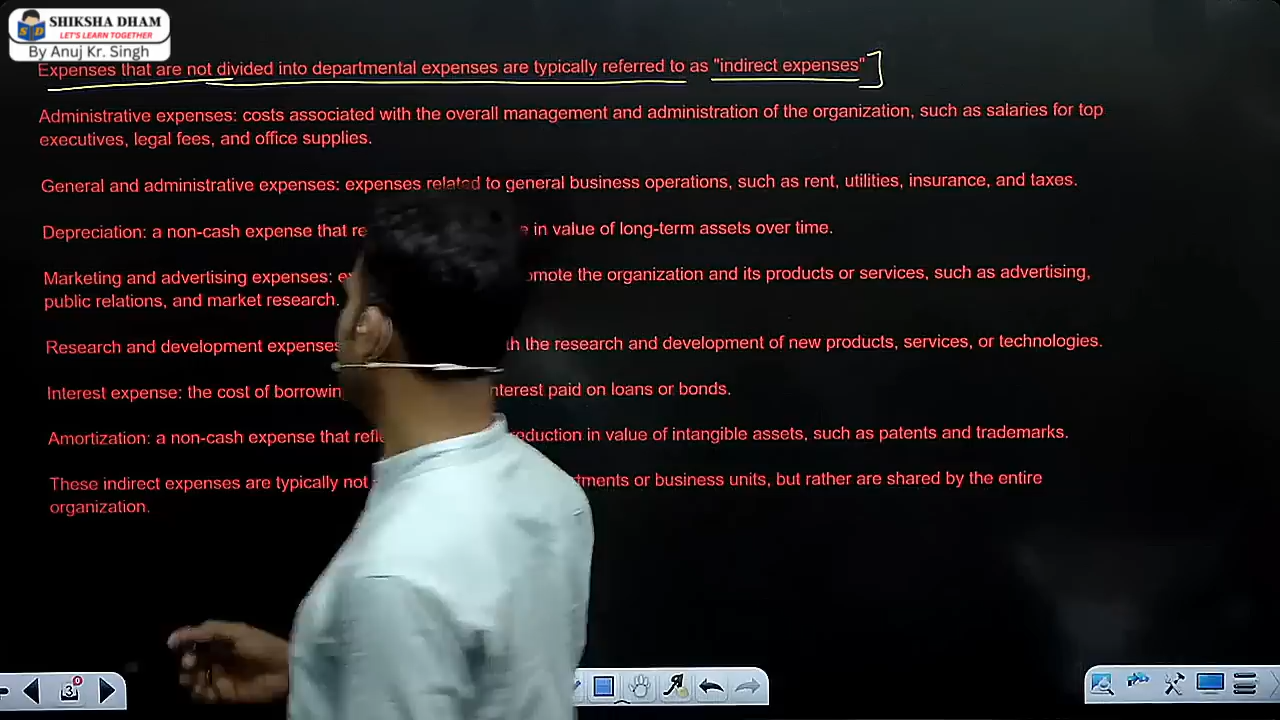 SHIKSHA DHAM
LET'S LEARN TOGETHER
By Anuj Kr. Singh
Expenses that are not divided into departmental expenses are typically referred to as "indirect expenses"
Administrative expenses: costs associated with the overall management and administration of the organization, such as salaries for top
executives, legal fees, and office supplies.
General and administrative expenses: expenses related to general business operations, such as rent, utilities, insurance, and taxes.
Depreciation: a non-cash expense that in value of long-term assets over time.
Marketing and advertising expenses: the organization and its products or services, such as advertising,
public relations, and market research.
Research and development expenses the research and development of new products, services, or technologies.
Interest expense: the cost of borrowing interest paid on loans or bonds.
Amortization: a non-cash expense that reduction in value of intangible assets, such as patents and trademarks.
These indirect expenses are typically not or business units, but rather are shared by the entire
organization.
3
0